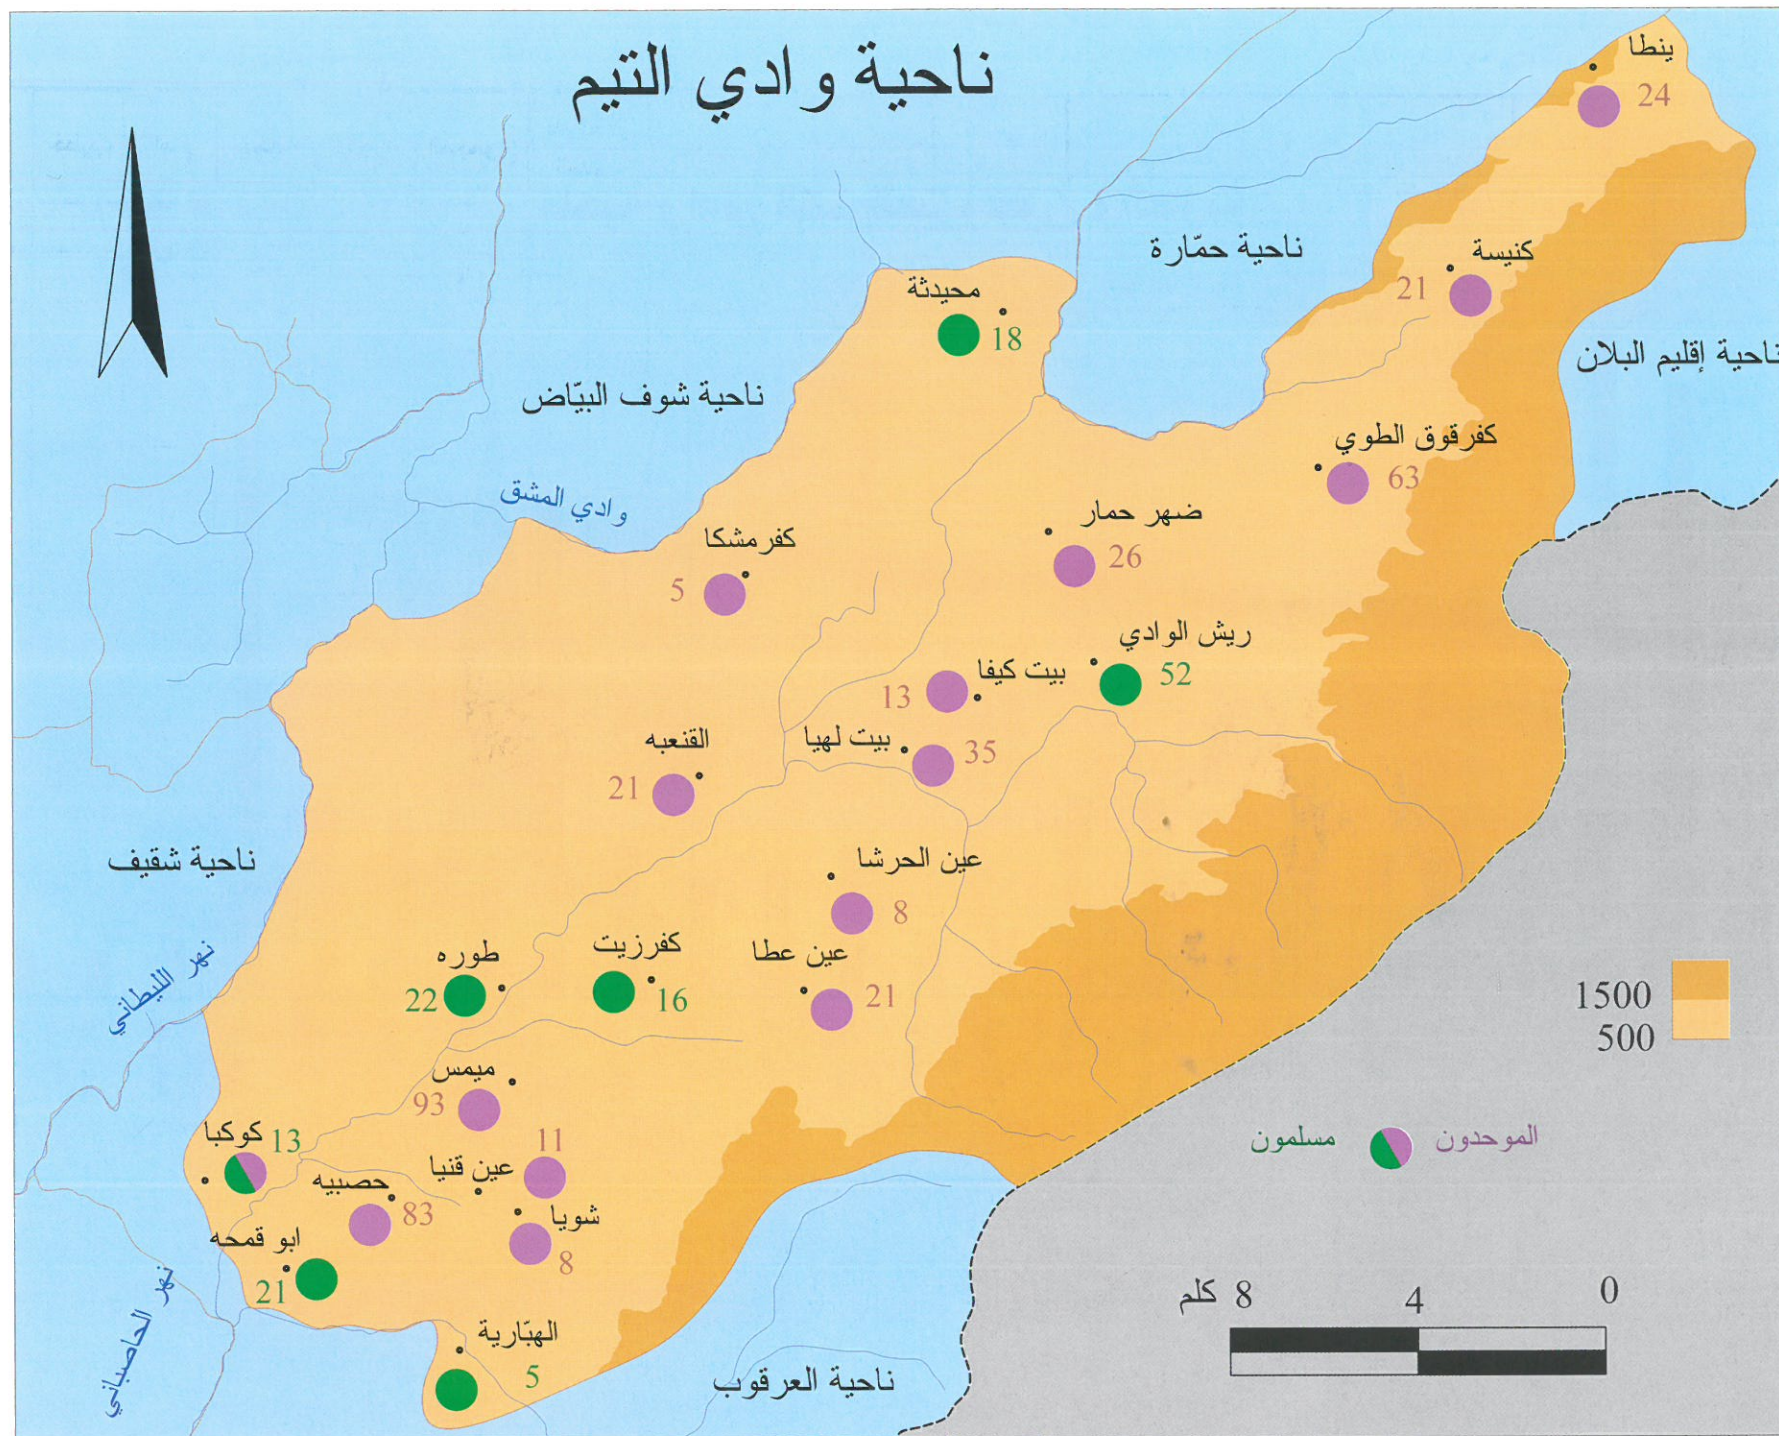 ناحية وادي التيم
ينطا
24
ناحية حمّارة
كنيسة
21
محيدثة
18
ناحية إقليم البلان
ناحية شوف البيّاض
كفرقوق الطوي
63
وادي المشق
ضهر حمار
26
كفرمشكا
5
ريش الوادي
52
بيت كيفا
13
بيت لهيا
35
القنعبه
21
ناحية شقيف
عين الحرشا
8
نهر الليطاني
طوره
22
كفرزيت
16
عين عطا
21
1500
500
ميمس
93
كوكبا
13
11
عين قنيا
حصبيه
83
شويا
8
ابو قمحه
21
الموحدون
مسلمون
نهر الحاصباني
الهبّارية
5
ناحية العرقوب
0
4
8 كلم